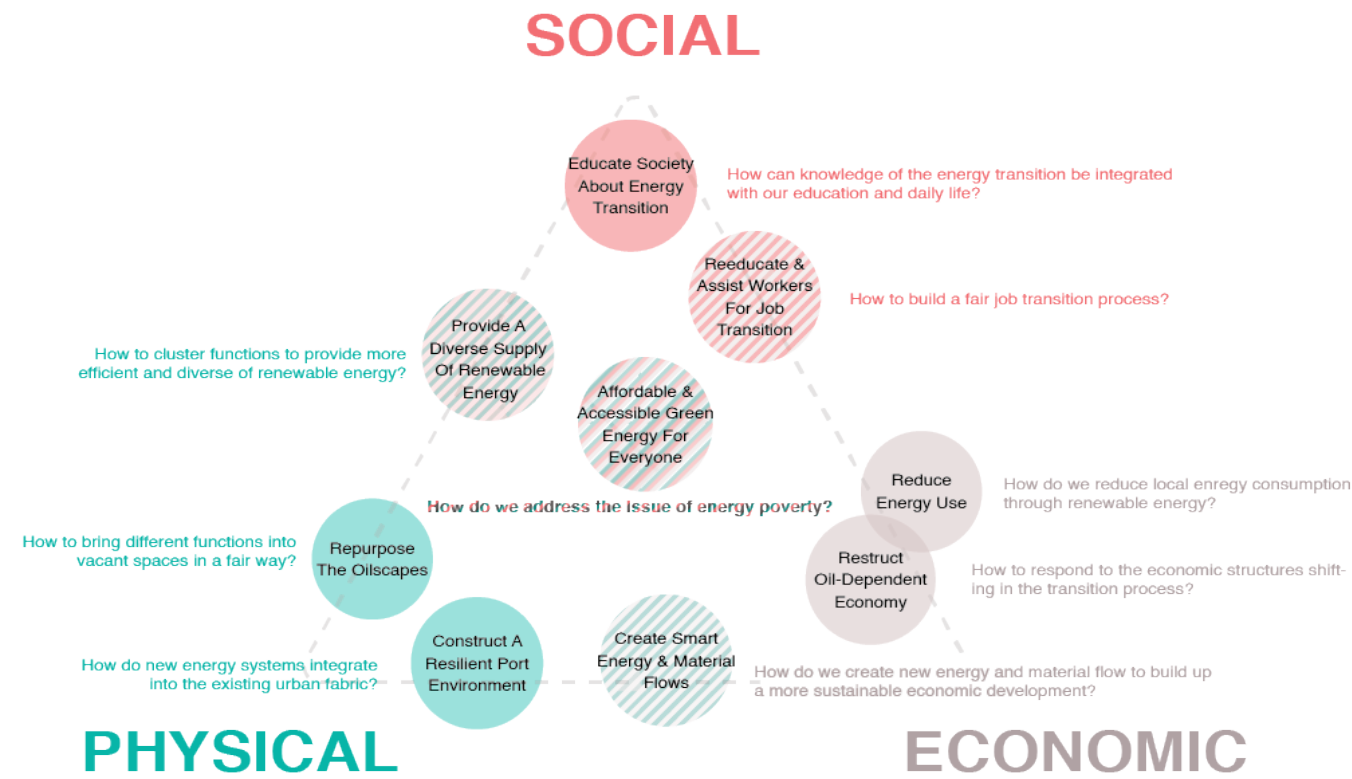 SOCIAL
Educate Society
About Energy
Transition
How can knowledge of the energy transition be integrated
with our education and daily life?
Reeducate &
Assist Workers
For Job
Transition
How to build a fair job transition process?
Provide A
Diverse Supply
Of Renewable
Energy
How to cluster functions to provide more
efficient and diverse of renewable energy?
Affordable &
Accessible Green
Energy For
Everyone
How do we address the issue of energy poverty?
Reduce
Energy Use
How do we reduce local enregy consumption
through renewable energy?
Repurpose
The Oilscapes
How to bring different functions into
vacant spaces in a fair way?
Restruct
Oil-Dependent
Economy
How to respond to the economic structures shift-
ing in the transition process?
Construct A
Resilient Port
Environment
How do new energy systems integrate
into the existing urban fabric?
Create Smart
Energy & Material
Flows
How do we create new energy and material flow to build up
a more sustainable economic development?
PHYSICAL
ECONOMIC